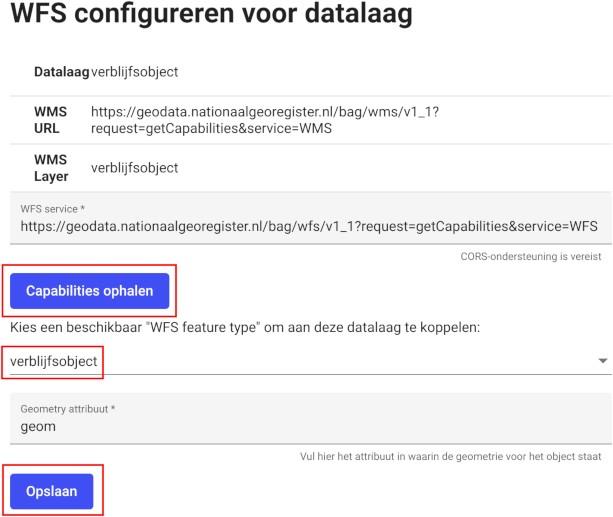 WFS configureren voor datalaag
Datalaag verblijfsobject
WMS URL
https://geodata.nationaalgeoregister.nl/bag/wms/v1_1?
request=getCapabilities&service=WMS
WMS Layer
verblijfsobject
WFS service *
https://geodata.nationaalgeoregister.nl/bag/wfs/v1_1?request=getCapabilities&service=WFS
CORS-ondersteuning is vereist
Capabilities ophalen
Kies een beschikbaar "WFS feature type" om aan deze datalaag te koppelen:
verblijfsobject
Geometry attribuut *
geom
Vul hier het attribuut in waarin de geometrie voor het object staat
Opslaan